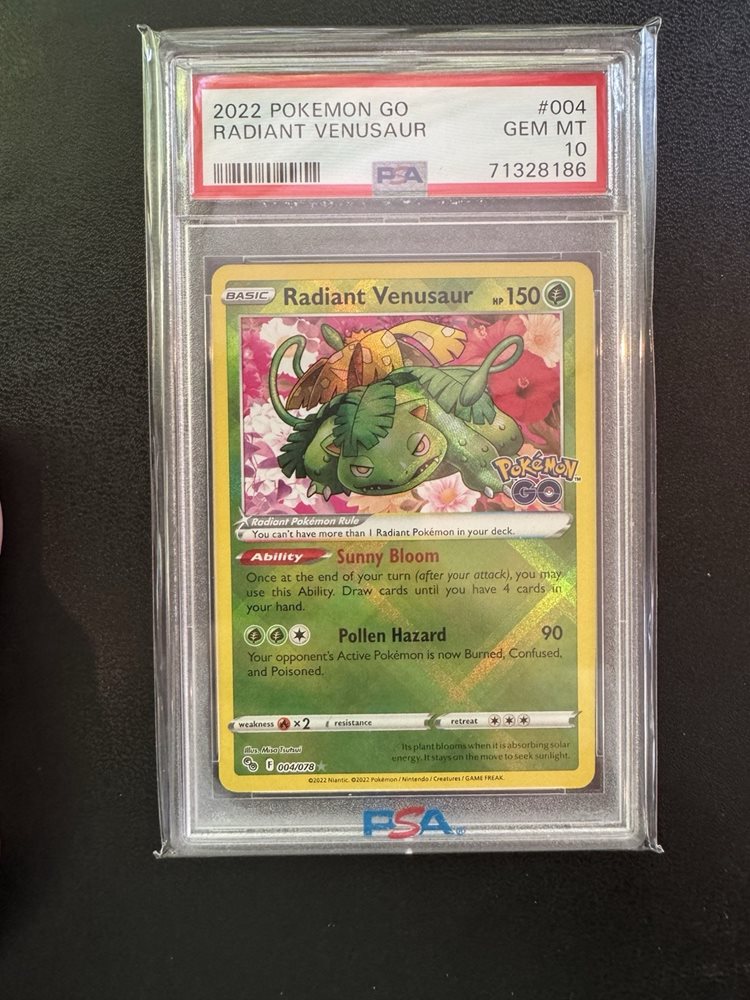 2022 POKEMON GO #004
RADIANT VENUSAUR GEM MT
10
PSA 71328186
BASIC Radiant Venusaur HP 150
Pokémon
GO
Radiant Pokémon Rule
You can't have more than 1 Radiant Pokémon in your deck.
Ability Sunny Bloom
Once at the end of your turn (after your attack), you may
use this Ability. Draw cards until you have 4 cards in
your hand.
Pollen Hazard 90
Your opponent's Active Pokémon is now Burned, Confused,
and Poisoned.
weakness ×2 resistance retreat
Illus. Misa Tsutsui
F 004/078
Its plant blooms when it is absorbing solar
energy. It stays on the move to seek sunlight.
©2022 Niantic. ©2022 Pokémon / Nintendo / Creatures / GAME FREAK.
PSA